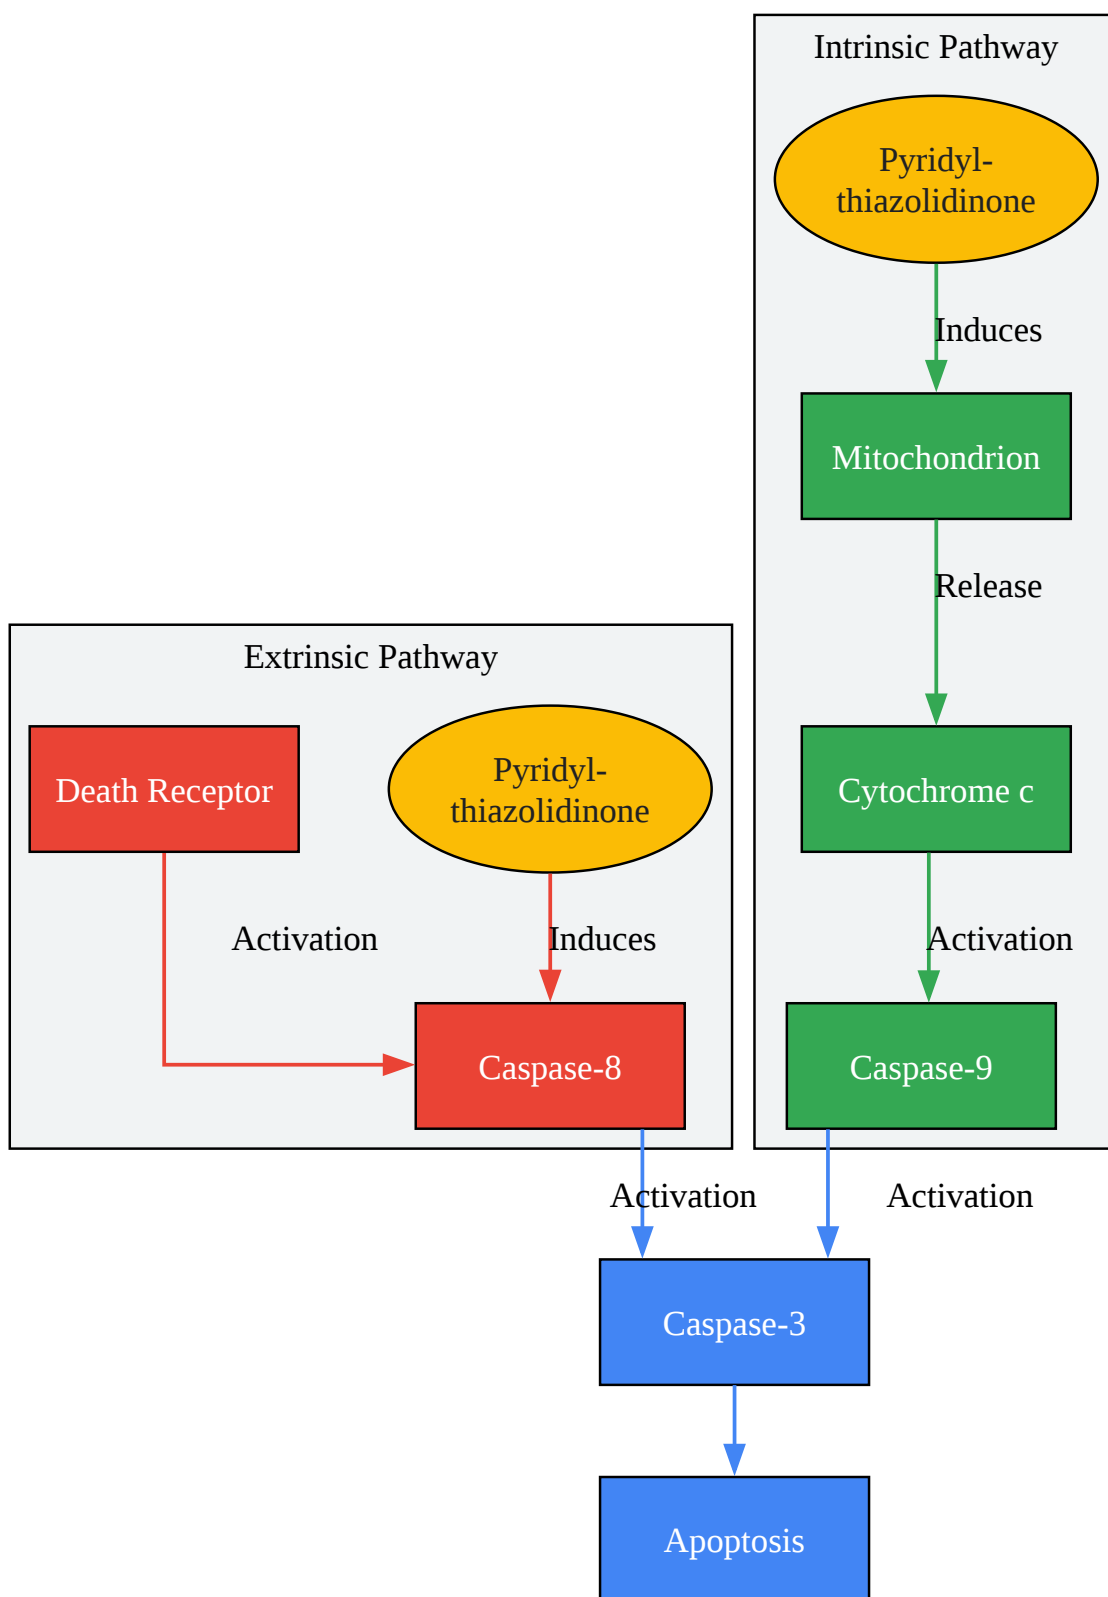 Intrinsic Pathway
Pyridyl-
thiazolidinone
Induces
Mitochondrion
Release
Extrinsic Pathway
Death Receptor
Pyridyl-
thiazolidinone
Cytochrome c
Activation
Induces
Activation
Caspase-8
Caspase-9
Activation
Activation
Caspase-3
Apoptosis